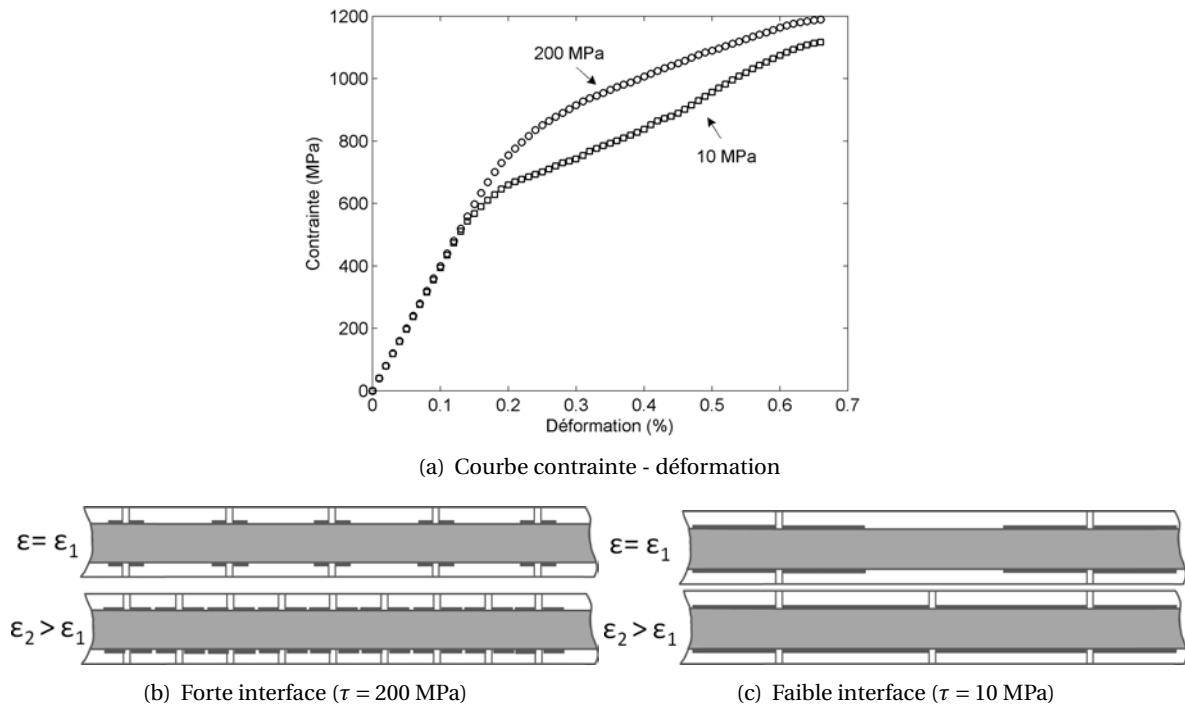 1200
1000
800
600
400
200
0
Contrainte (MPa)
200 MPa
10 MPa
0 0.1 0.2 0.3 0.4 0.5 0.6 0.7
Déformation (%)
(a) Courbe contrainte - déformation
ε= ε1
ε2 > ε1
(b) Forte interface (τ = 200 MPa)
ε= ε1
ε2 > ε1
(c) Faible interface (τ = 10 MPa)